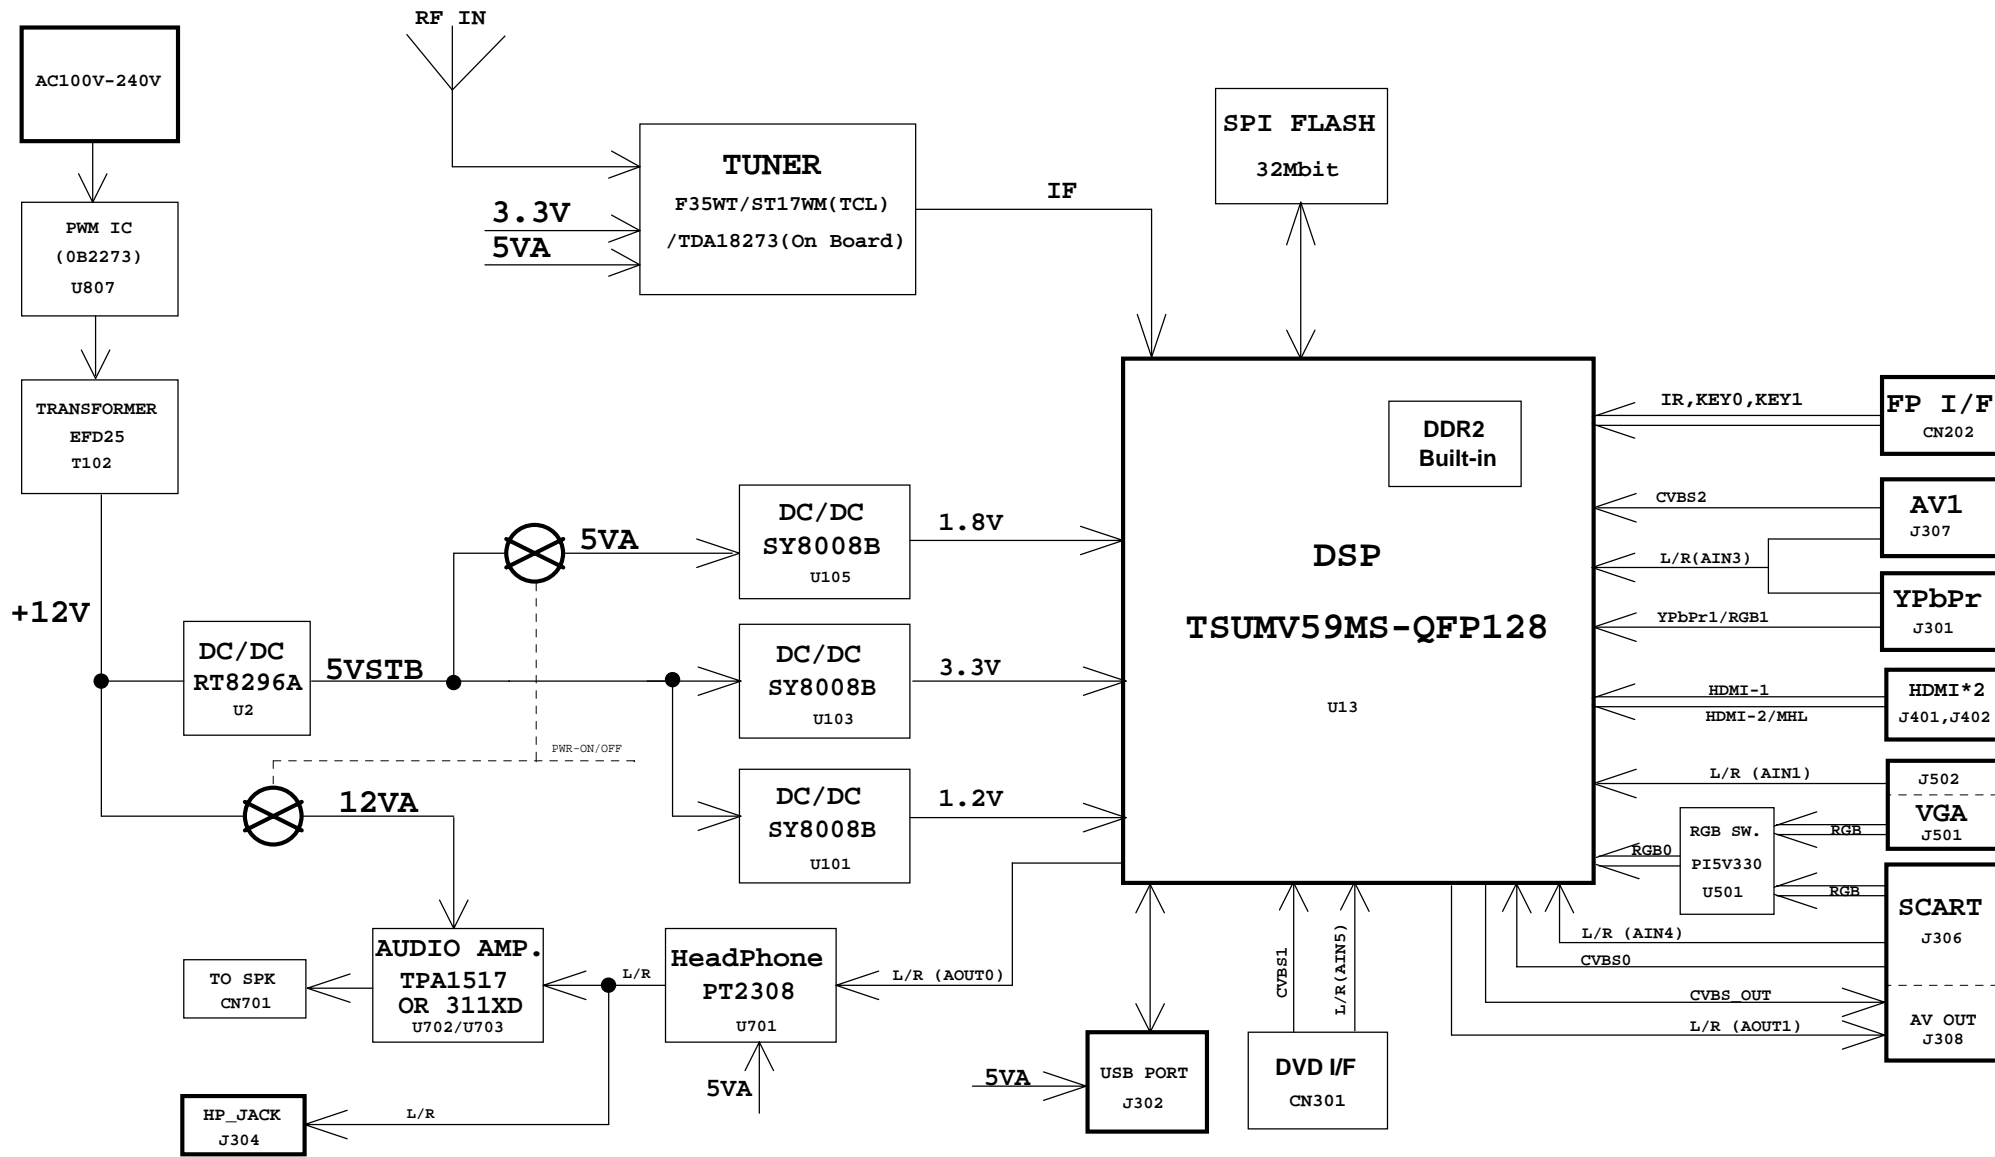 RF IN
AC100V-240V
PWM IC
(0B2273)
U807
TRANSFORMER
EFD25
T102
+12V
TUNER
F35WT/ST17WM(TCL)
/TDA18273(On Board)
3.3V
5VA
IF
SPI FLASH
32Mbit
DC/DC
RT8296A
U2
5VSTB
5VA
DC/DC
SY8008B
U105
1.8V
DC/DC
SY8008B
U103
3.3V
DC/DC
SY8008B
U101
1.2V
PWR-ON/OFF
12VA
DDR2
Built-in
DSP
TSUMV59MS-QFP128
U13
IR,KEY0,KEY1
FP I/F
CN202
CVBS2
AV1
J307
L/R(AIN3)
YPbPr
J301
YPbPr1/RGB1
HDMI-1
HDMI-2/MHL
HDMI*2
J401,J402
L/R (AIN1)
J502
VGA
J501
RGB
RGB SW.
PI5V330
U501
RGB0
RGB
SCART
J306
L/R (AIN4)
CVBS0
CVBS_OUT
AV OUT
J308
L/R (AOUT1)
AUDIO AMP.
TPA1517
OR 311XD
U702/U703
TO SPK
CN701
L/R
HeadPhone
PT2308
U701
L/R (AOUT0)
5VA
HP_JACK
J304
L/R
5VA
USB PORT
J302
CVBS1
L/R(AIN5)
DVD I/F
CN301